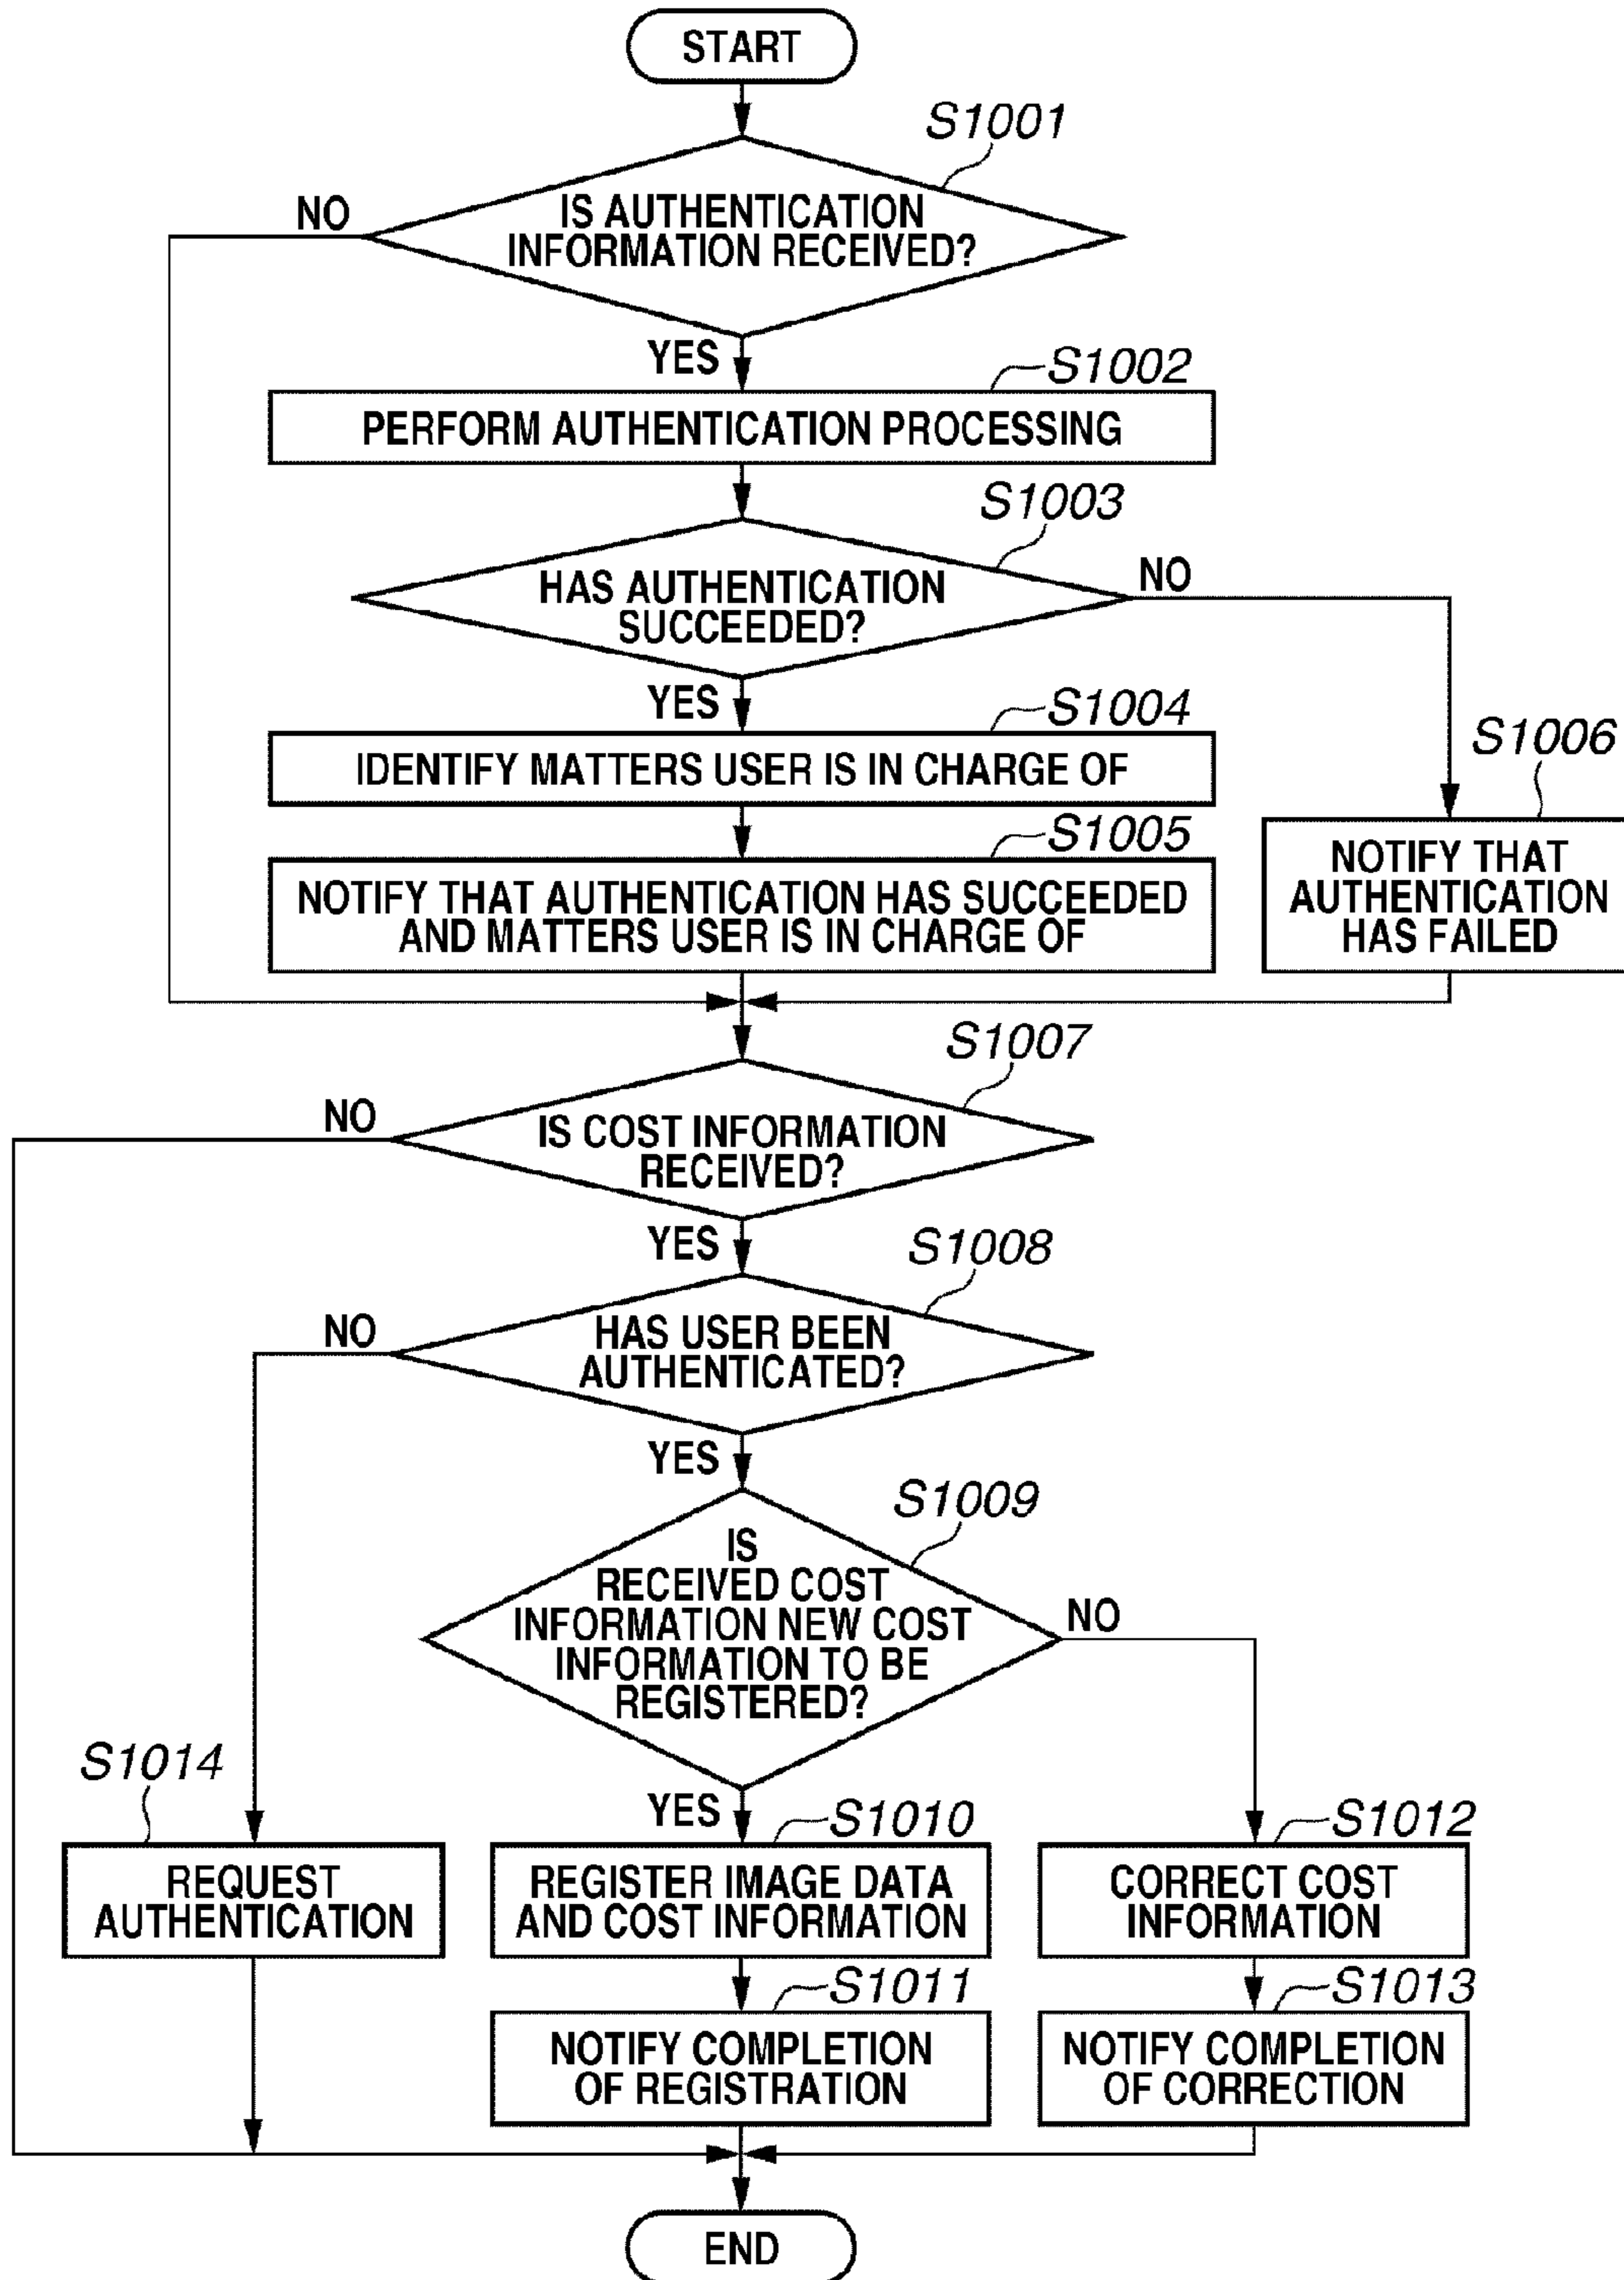 START
S1001
NO
IS AUTHENTICATION
INFORMATION RECEIVED?
YES
S1002
PERFORM AUTHENTICATION PROCESSING
S1003
HAS AUTHENTICATION
SUCCEEDED?
NO
YES
S1004
IDENTIFY MATTERS USER IS IN CHARGE OF
S1006
S1005
NOTIFY THAT AUTHENTICATION HAS SUCCEEDED
AND MATTERS USER IS IN CHARGE OF
NOTIFY THAT
AUTHENTICATION
HAS FAILED
S1007
NO
IS COST INFORMATION
RECEIVED?
YES
S1008
NO
HAS USER BEEN
AUTHENTICATED?
YES
S1009
IS
RECEIVED COST
INFORMATION NEW COST
INFORMATION TO BE
REGISTERED?
NO
S1014
YES
S1010
S1012
REQUEST
AUTHENTICATION
REGISTER IMAGE DATA
AND COST INFORMATION
CORRECT COST
INFORMATION
S1011
S1013
NOTIFY COMPLETION
OF REGISTRATION
NOTIFY COMPLETION
OF CORRECTION
END